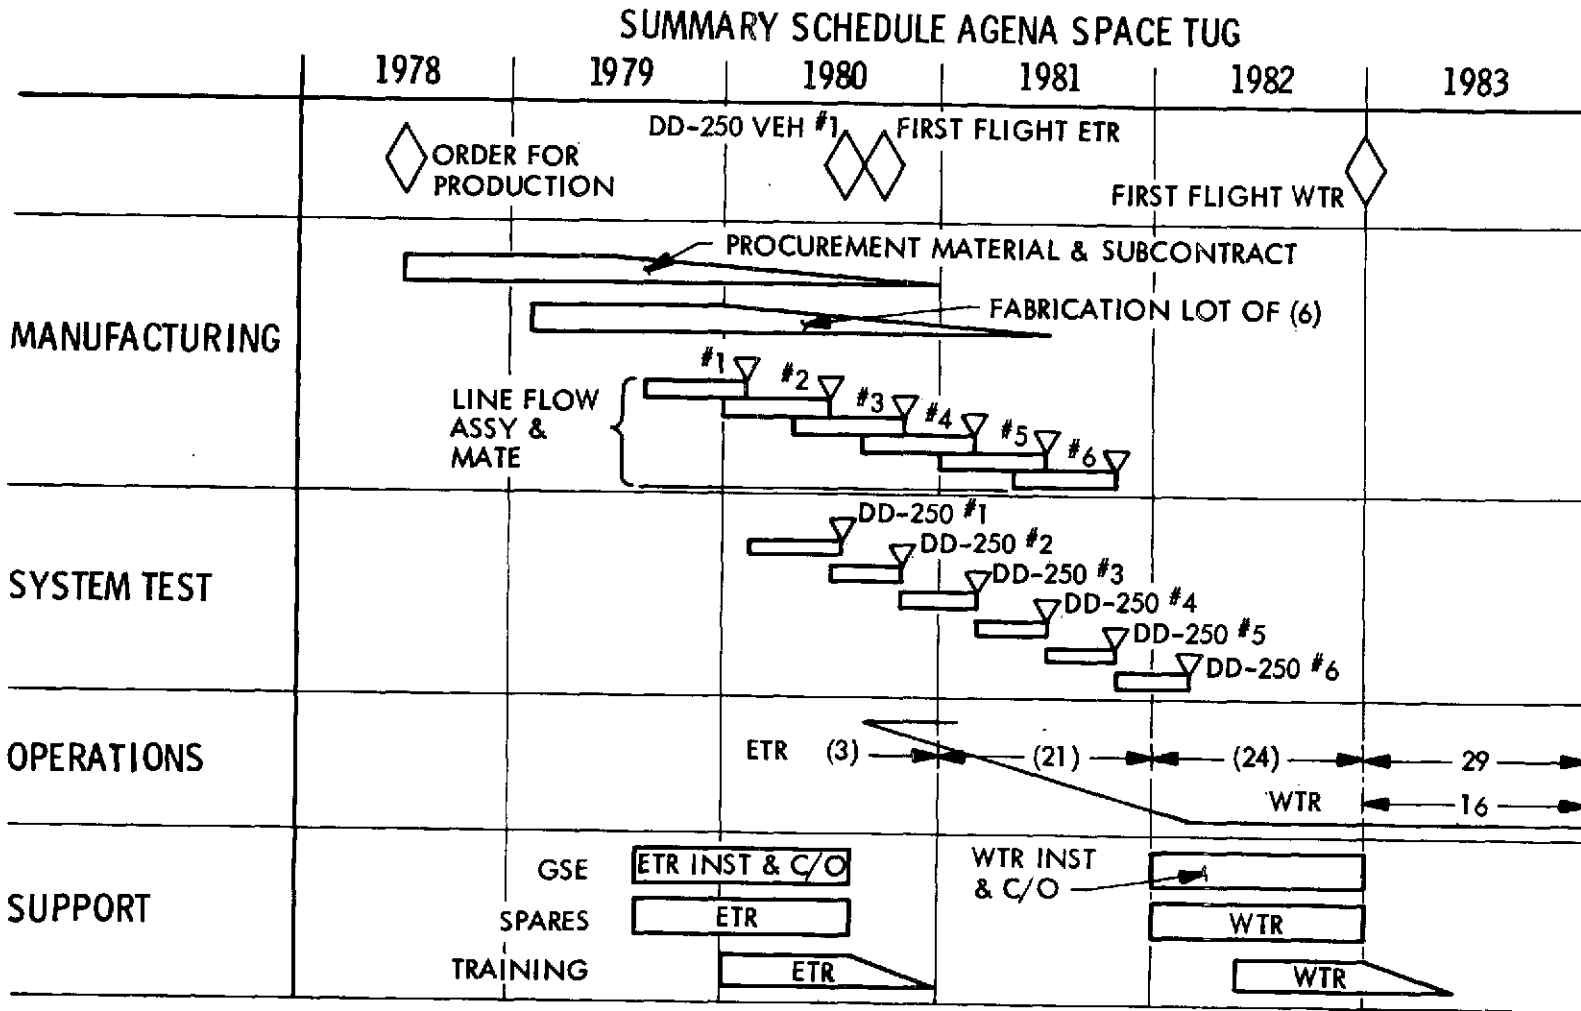 SUMMARY SCHEDULE AGENA SPACE TUG
1978 1979 1980 1981 1982 1983
DD-250 VEH #1 FIRST FLIGHT ETR
ORDER FOR
PRODUCTION
FIRST FLIGHT WTR
MANUFACTURING
PROCUREMENT MATERIAL & SUBCONTRACT
FABRICATION LOT OF (6)
LINE FLOW
ASSY &
MATE
#1
#2
#3
#4
#5
#6
SYSTEM TEST
DD-250 #1
DD-250 #2
DD-250 #3
DD-250 #4
DD-250 #5
DD-250 #6
OPERATIONS
ETR (3) (21) (24) 29
WTR 16
SUPPORT
GSE ETR INST & C/O
WTR INST
& C/O
SPARES ETR WTR
TRAINING ETR WTR